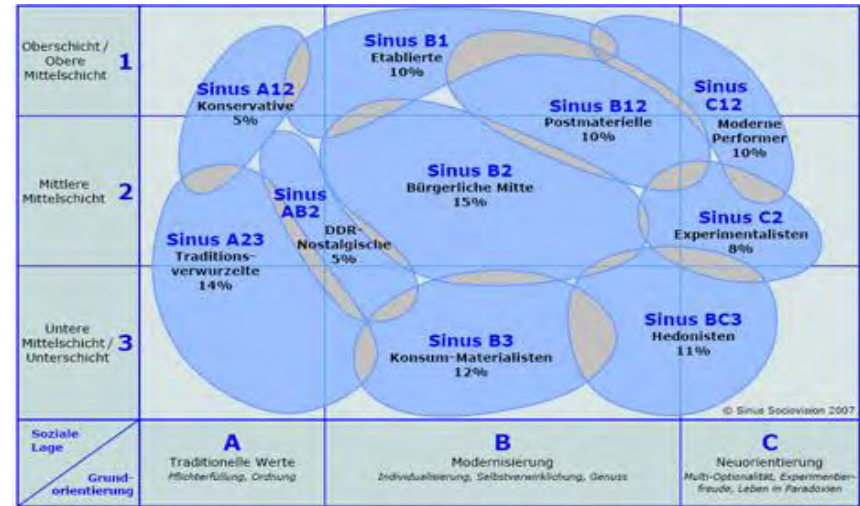 Oberschicht /
Obere
Mittelschicht
1
Sinus B1
Etablierte
10%
Sinus A12
Konservative
5%
Sinus B12
Postmaterielle
10%
Sinus
C12
Moderne
Performer
10%
Mittlere
Mittelschicht
2
Sinus B2
Bürgerliche Mitte
15%
Sinus
AB2
DDR-
Nostalgische
5%
Sinus A23
Traditions-
verwurzelte
14%
Sinus C2
Experimentalisten
8%
Untere
Mittelschicht /
Unterschicht
3
Sinus B3
Konsum-Materialisten
12%
Sinus BC3
Hedonisten
11%
© Sinus Sociovision 2007
Soziale
Lage
Grund-
orientierung
A
Traditionelle Werte
Pflichterfüllung, Ordnung
B
Modernisierung
Individualisierung, Selbstverwirklichung, Genuss
C
Neuorientierung
Multi-Optionalität, Experimentier-
freude, Leben in Paradoxien